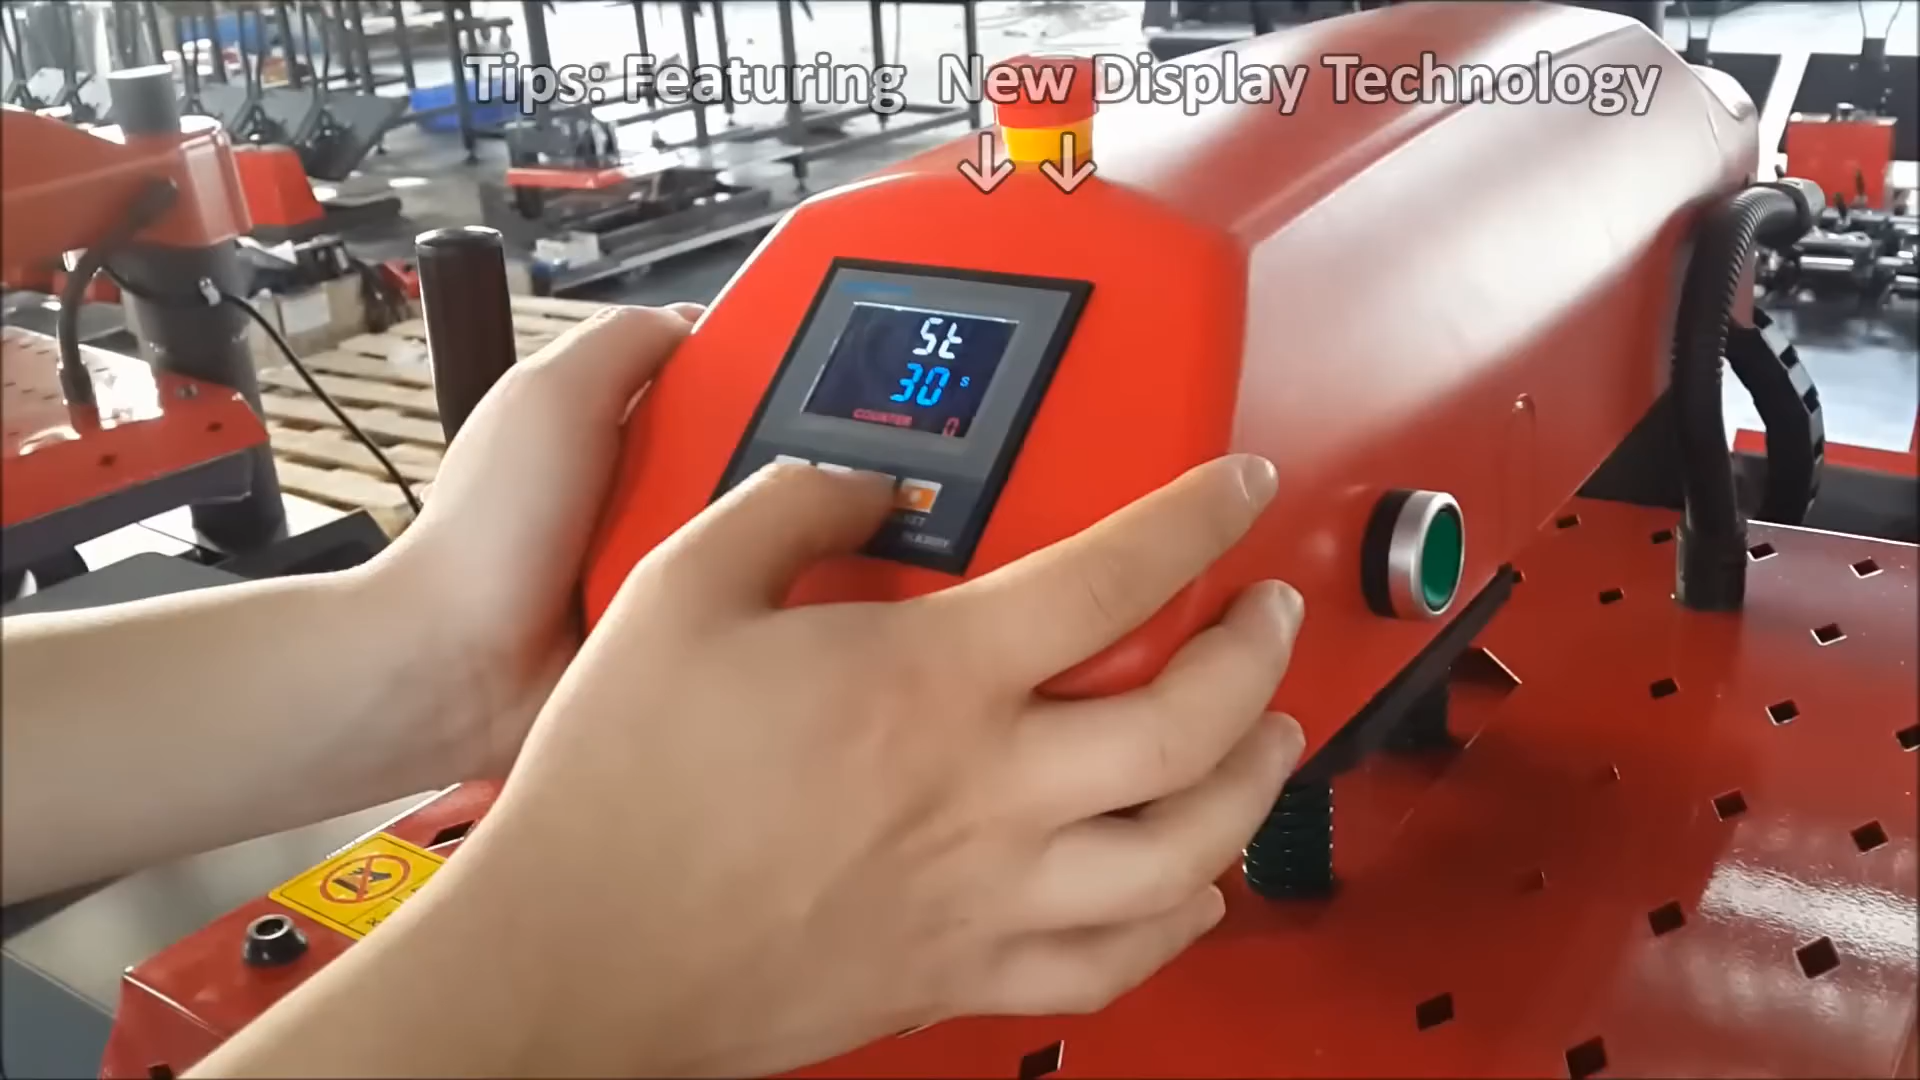 Tips: Featuring  New Display Technology
↓ ↓
St
30 s
COUNTER 0